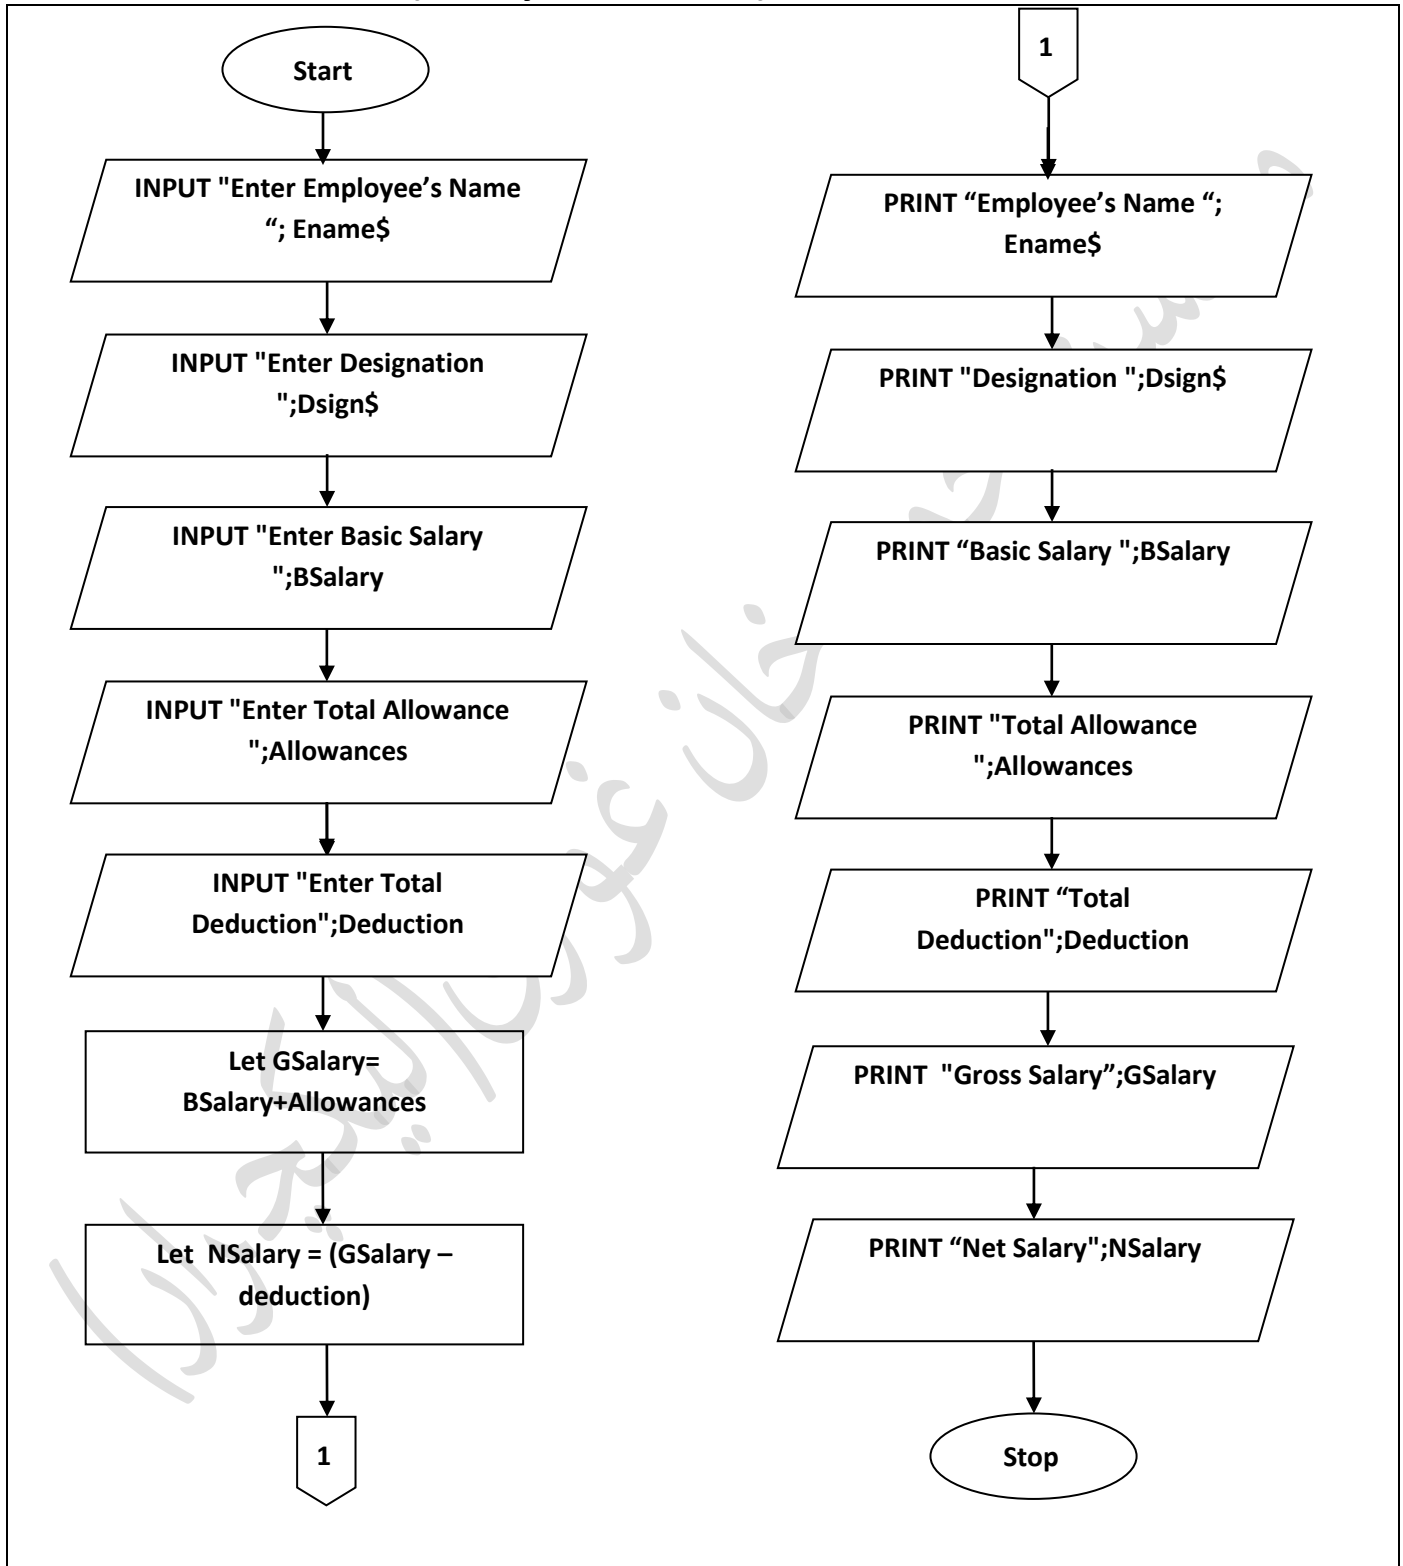 Start
INPUT "Enter Employee’s Name
“; Ename$
INPUT "Enter Designation
";Dsign$
INPUT "Enter Basic Salary
";BSalary
INPUT "Enter Total Allowance
";Allowances
INPUT "Enter Total
Deduction";Deduction
Let GSalary=
BSalary+Allowances
Let  NSalary = (GSalary –
deduction)
1
1
PRINT “Employee’s Name “;
Ename$
PRINT "Designation ";Dsign$
PRINT “Basic Salary ";BSalary
PRINT "Total Allowance
";Allowances
PRINT “Total
Deduction";Deduction
PRINT  "Gross Salary”;GSalary
PRINT “Net Salary";NSalary
Stop
خان غوری(لیکچرار)